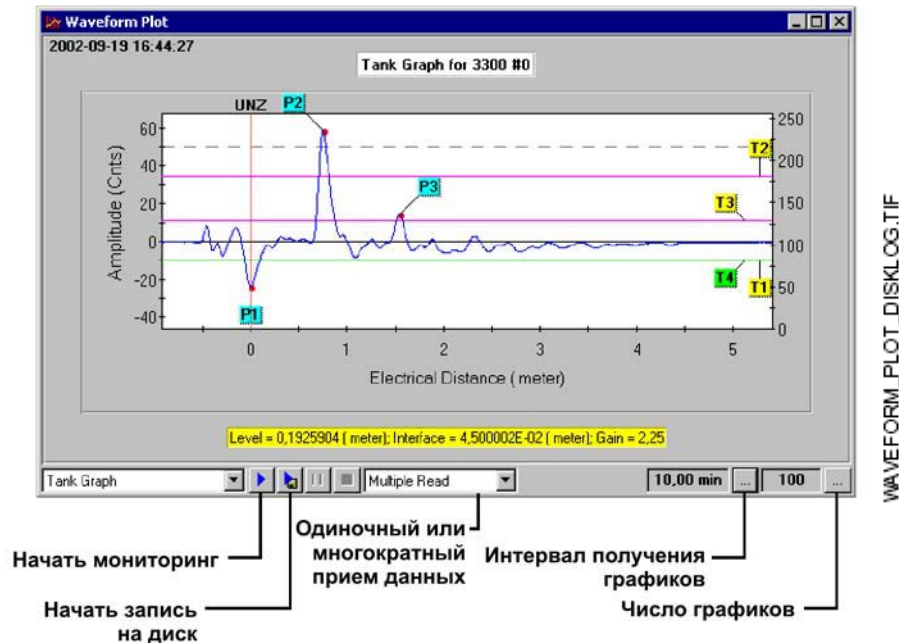 Waveform Plot
2002-09-19 16:44:27
Tank Graph for 3300 #0
UNZ P2
60
40
20
0
-20
-40
250
200
150
100
50
0
T2
P3
T3
T4
T1
P1
Amplitude (Cnts)
0 1 2 3 4 5
Electrical Distance ( meter)
Level = 0,1925904 ( meter); Interface = 4,500002E-02 ( meter); Gain = 2,25
Tank Graph Multiple Read 10,00 min ... 100 ...
Начать мониторинг
Начать запись
на диск
Одиночный или
многократный
прием данных
Интервал получения
графиков
Число графиков
WAVEFORM_PLOT_DISKLOG.TIF